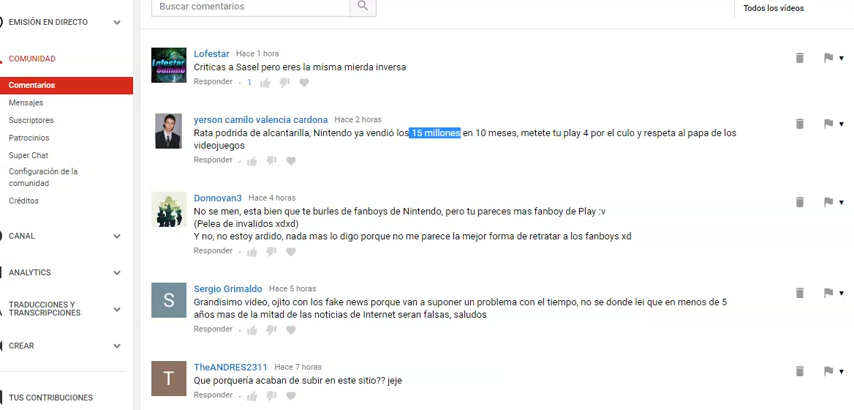 Buscar comentarios
Todos los vídeos
EMISIÓN EN DIRECTO
COMUNIDAD
Comentarios
Mensajes
Suscriptores
Patrocinios
Super Chat
Configuración de la
comunidad
Créditos
CANAL
ANALYTICS
TRADUCCIONES Y
TRANSCRIPCIONES
CREAR
TUS CONTRIBUCIONES
Lofestar Hace 1 hora
Criticas a Sasel pero eres la misma mierda inversa
Responder · 1
yerson camilo valencia cardona Hace 2 horas
Rata podrida de alcantarilla, Nintendo ya vendió los 15 millones en 10 meses, metete tu play 4 por el culo y respeta al papa de los
videojuegos
Responder ·
Donnovan3 Hace 4 horas
No se men, esta bien que te burles de fanboys de Nintendo, pero tu pareces mas fanboy de Play :v
(Pelea de invalidos xdxd)
Y no, no estoy ardido, nada mas lo digo porque no me parece la mejor forma de retratar a los fanboys xd
Responder ·
S
Sergio Grimaldo Hace 5 horas
Grandisimo video, ojito con los fake news porque van a suponer un problema con el tiempo, no se donde lei que en menos de 5
años mas de la mitad de las noticias de Internet seran falsas, saludos
Responder ·
T
TheANDRES2311 Hace 7 horas
Que porquería acaban de subir en este sitio?? jeje
Responder ·